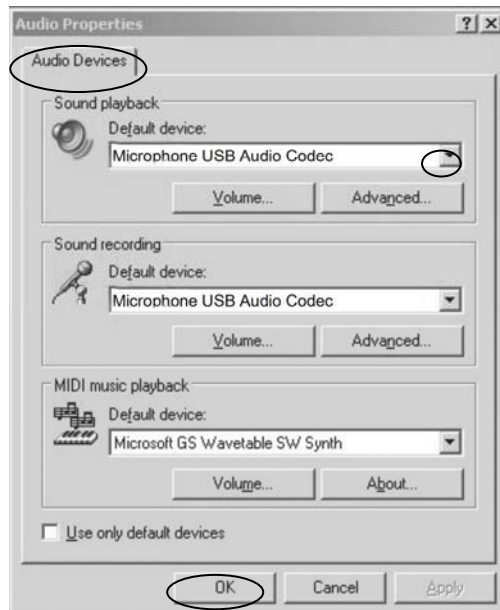 Audio Properties
Audio Devices
Sound playback
Default device:
Microphone USB Audio Codec
Volume... Advanced...
Sound recording
Default device:
Microphone USB Audio Codec
Volume... Advanced...
MIDI music playback
Default device:
Microsoft GS Wavetable SW Synth
Volume... About...
Use only default devices
OK Cancel Apply